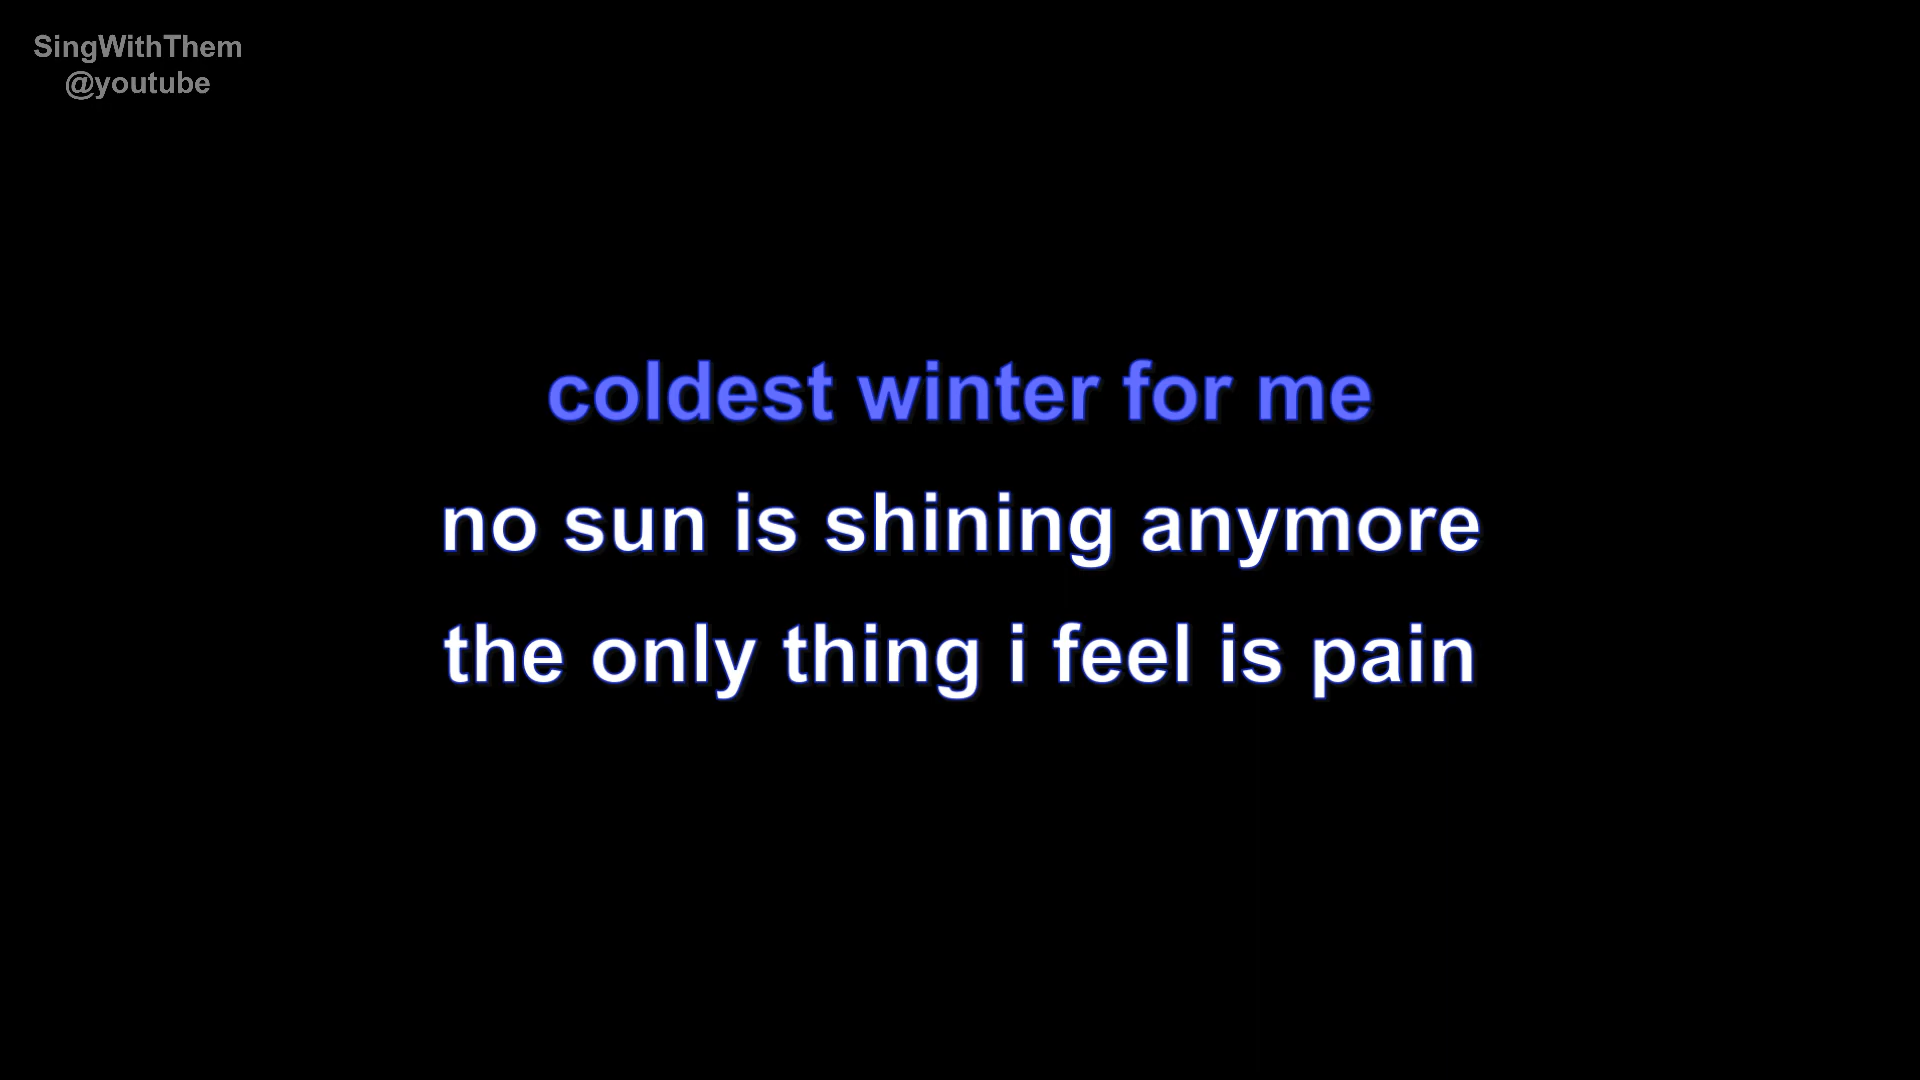 SingWithThem
@youtube
coldest winter for me
no sun is shining anymore
the only thing i feel is pain